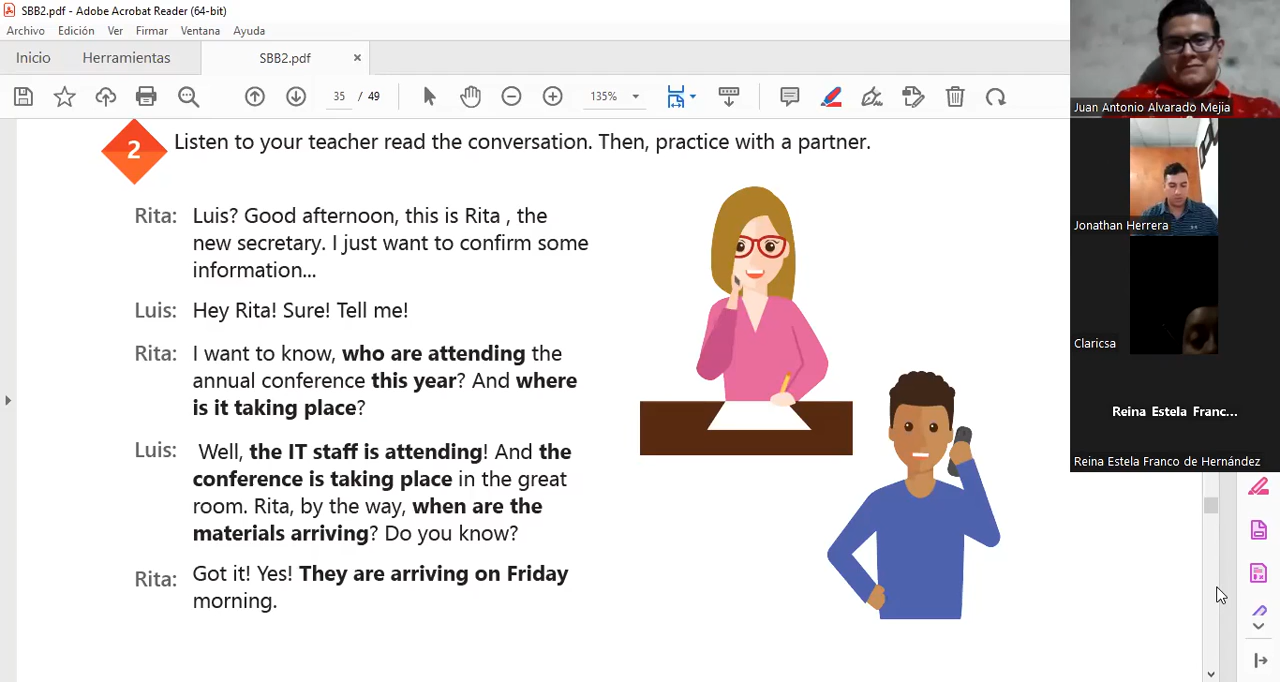 SBB2.pdf - Adobe Acrobat Reader (64-bit)
Archivo Edición Ver Firmar Ventana Ayuda
Inicio Herramientas SBB2.pdf ×
35 / 49 135%
2 Listen to your teacher read the conversation. Then, practice with a partner.
Rita: Luis? Good afternoon, this is Rita , the
new secretary. I just want to confirm some
information...
Luis: Hey Rita! Sure! Tell me!
Rita: I want to know, who are attending the
annual conference this year? And where
is it taking place?
Luis: Well, the IT staff is attending! And the
conference is taking place in the great
room. Rita, by the way, when are the
materials arriving? Do you know?
Rita: Got it! Yes! They are arriving on Friday
morning.
Juan Antonio Alvarado Mejia
Jonathan Herrera
Claricsa
Reina Estela Franc...
Reina Estela Franco de Hernández